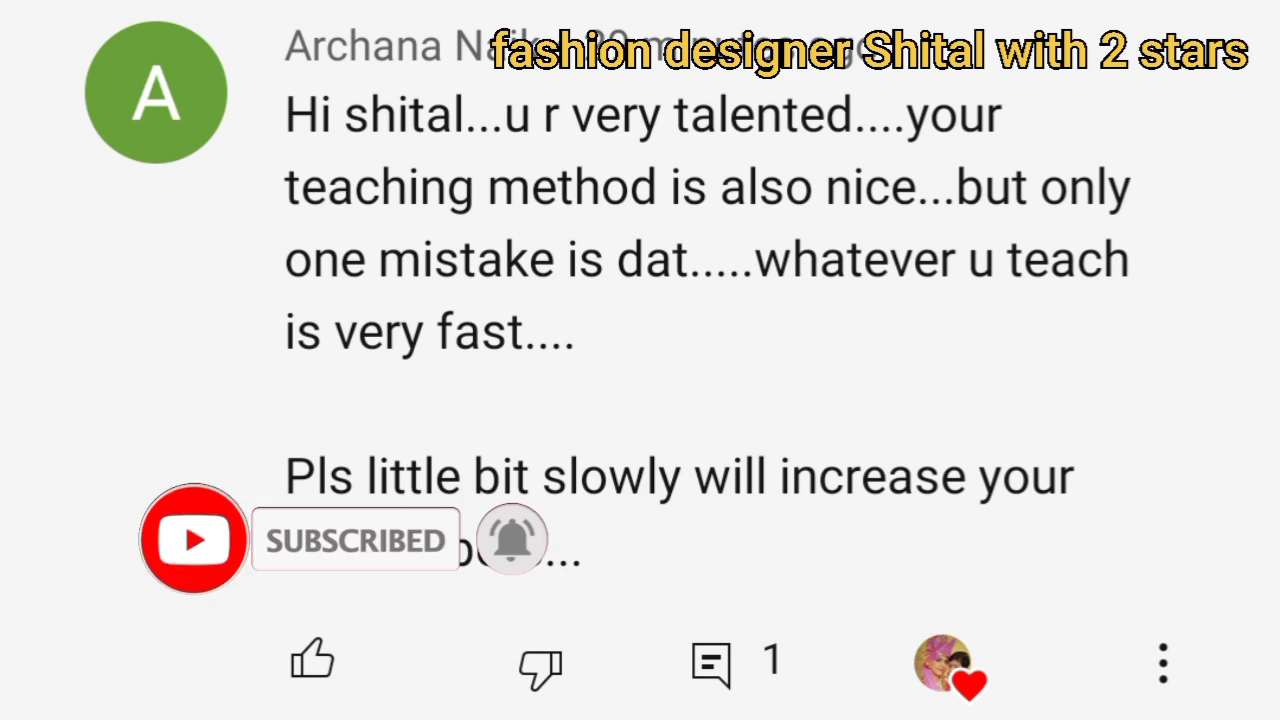 Archana
fashion designer Shital with 2 stars
A
Hi shital...u r very talented....your
teaching method is also nice...but only
one mistake is dat.....whatever u teach
is very fast....
Pls little bit slowly will increase your
SUBSCRIBED
...
1